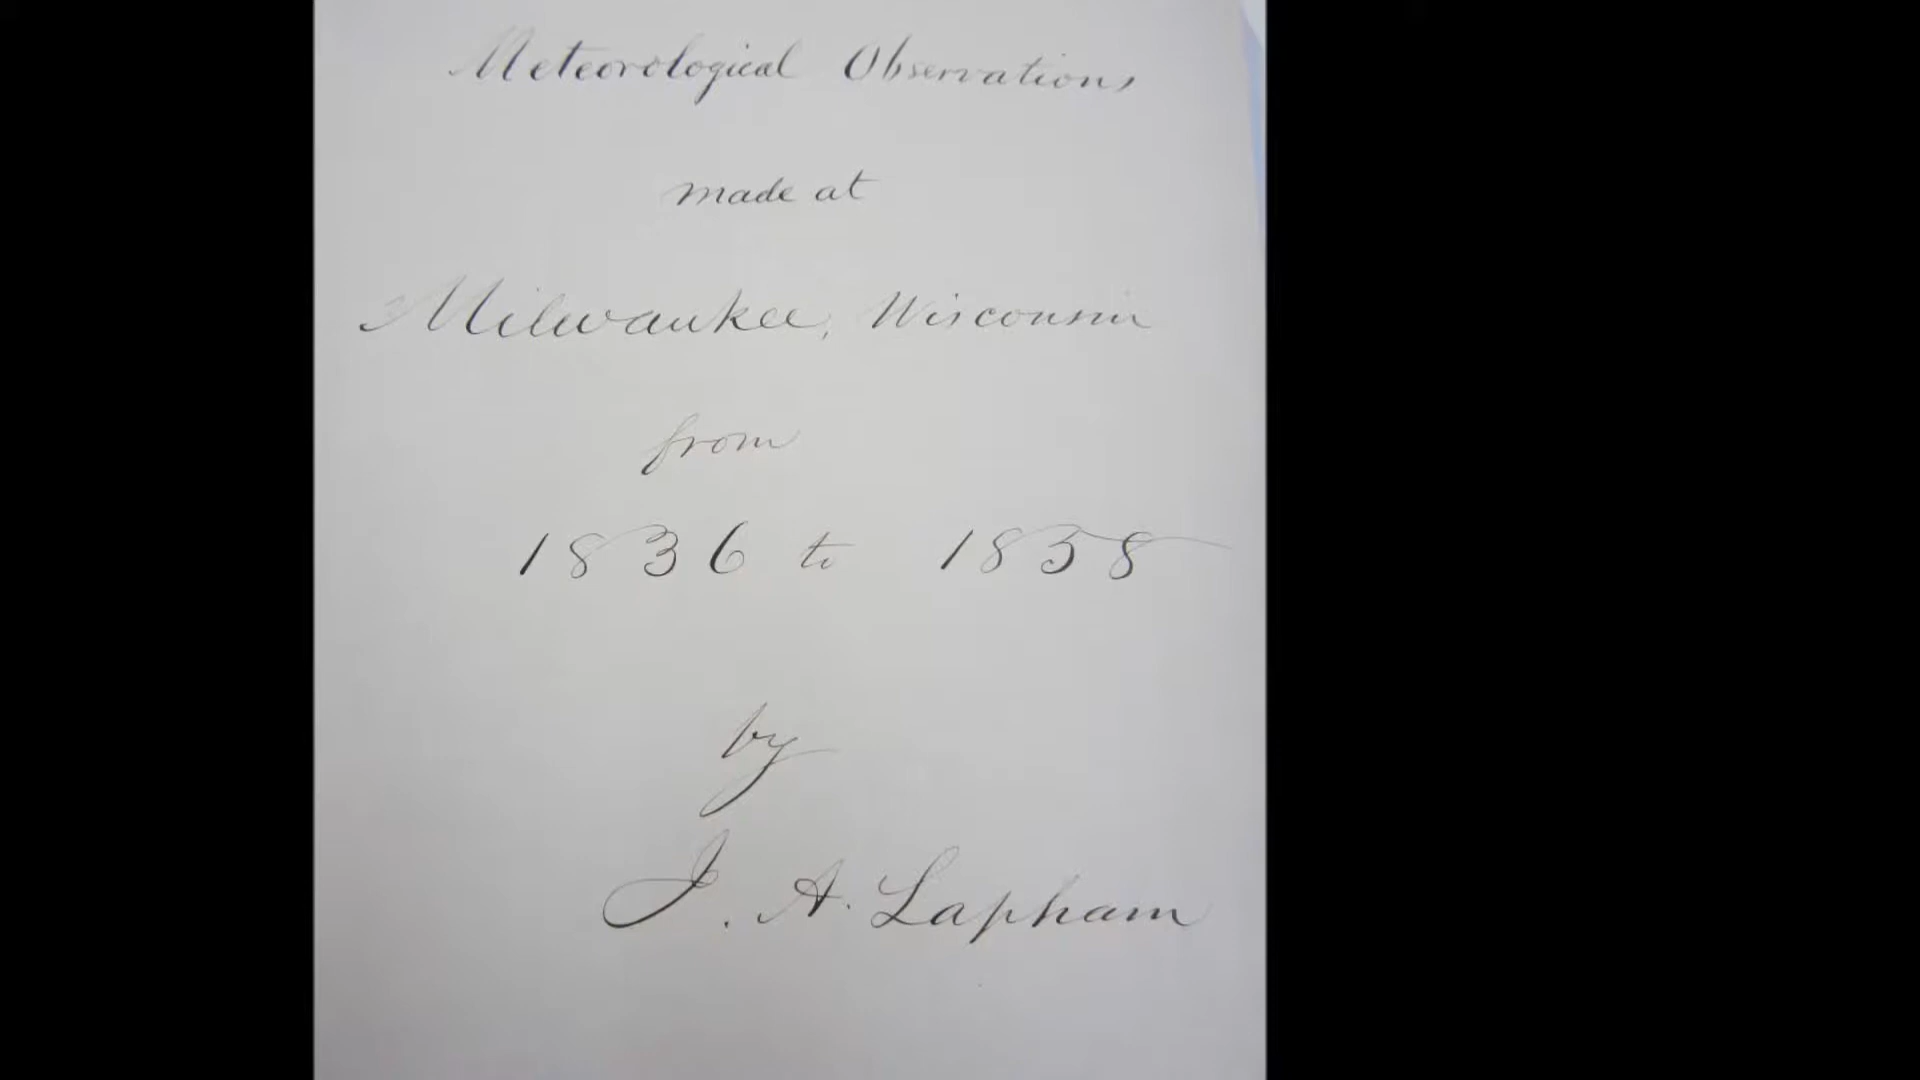 Meteorological Observations
made at
Milwaukee, Wisconsin
from
1836 to 1858
by
I. A. Lapham